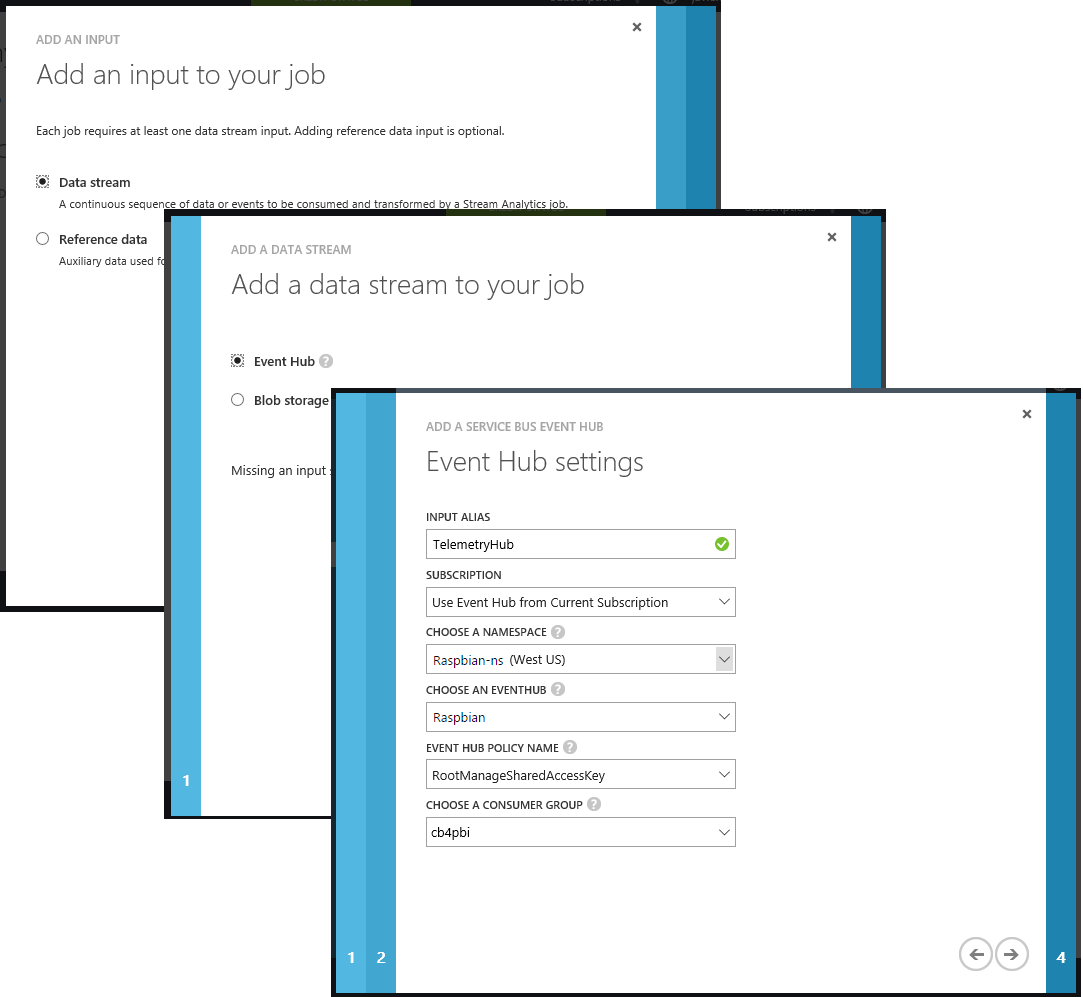 ADD AN INPUT
Add an input to your job
Each job requires at least one data stream input. Adding reference data input is optional.
Data stream
A continuous sequence of data or events to be consumed and transformed by a Stream Analytics job.
Reference data
Auxiliary data used
ADD A DATA STREAM
Add a data stream to your job
Event Hub ?
Blob storage
Missing an input
1
ADD A SERVICE BUS EVENT HUB
Event Hub settings
INPUT ALIAS
TelemetryHub
SUBSCRIPTION
Use Event Hub from Current Subscription
CHOOSE A NAMESPACE ?
Raspbian-ns (West US)
CHOOSE AN EVENTHUB ?
Raspbian
EVENT HUB POLICY NAME ?
RootManageSharedAccessKey
CHOOSE A CONSUMER GROUP ?
cb4pbi
1 2 4